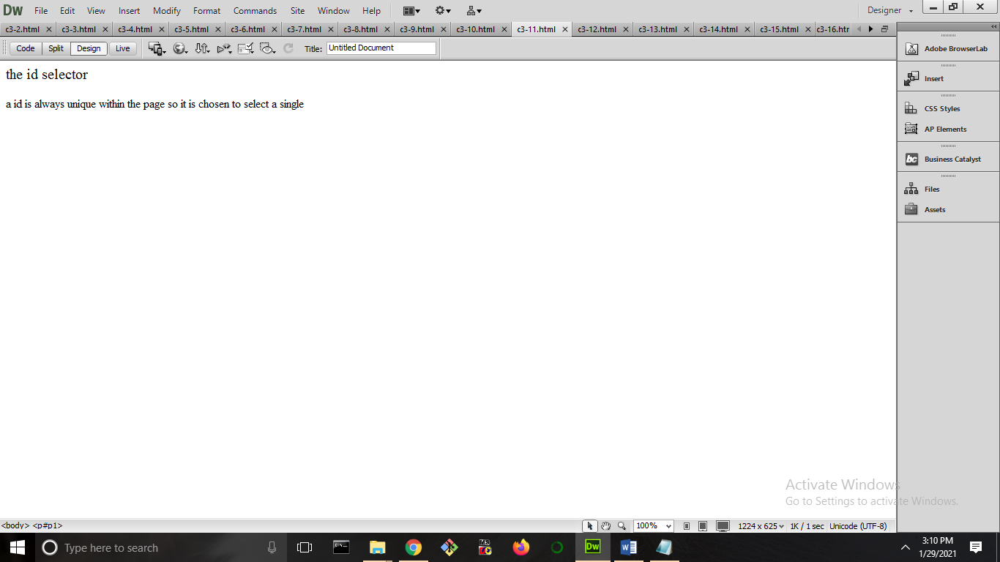 Dw File Edit View Insert Modify Format Commands Site Window Help Designer
c3-2.html c3-3.html c3-4.html c3-5.html c3-6.html c3-7.html c3-8.html c3-9.html c3-10.html c3-11.html c3-12.html c3-13.html c3-14.html c3-15.html c3-16.htr
Code Split Design Live Title: Untitled Document
the id selector
a id is always unique within the page so it is chosen to select a single
Adobe BrowserLab
Insert
CSS Styles
AP Elements
bc Business Catalyst
Files
Assets
Activate Windows
Go to Settings to activate Windows.
<body> <p#p1> 100% 1224 x 625 1K / 1 sec Unicode (UTF-8)
Type here to search Dw 3:10 PM
1/29/2021